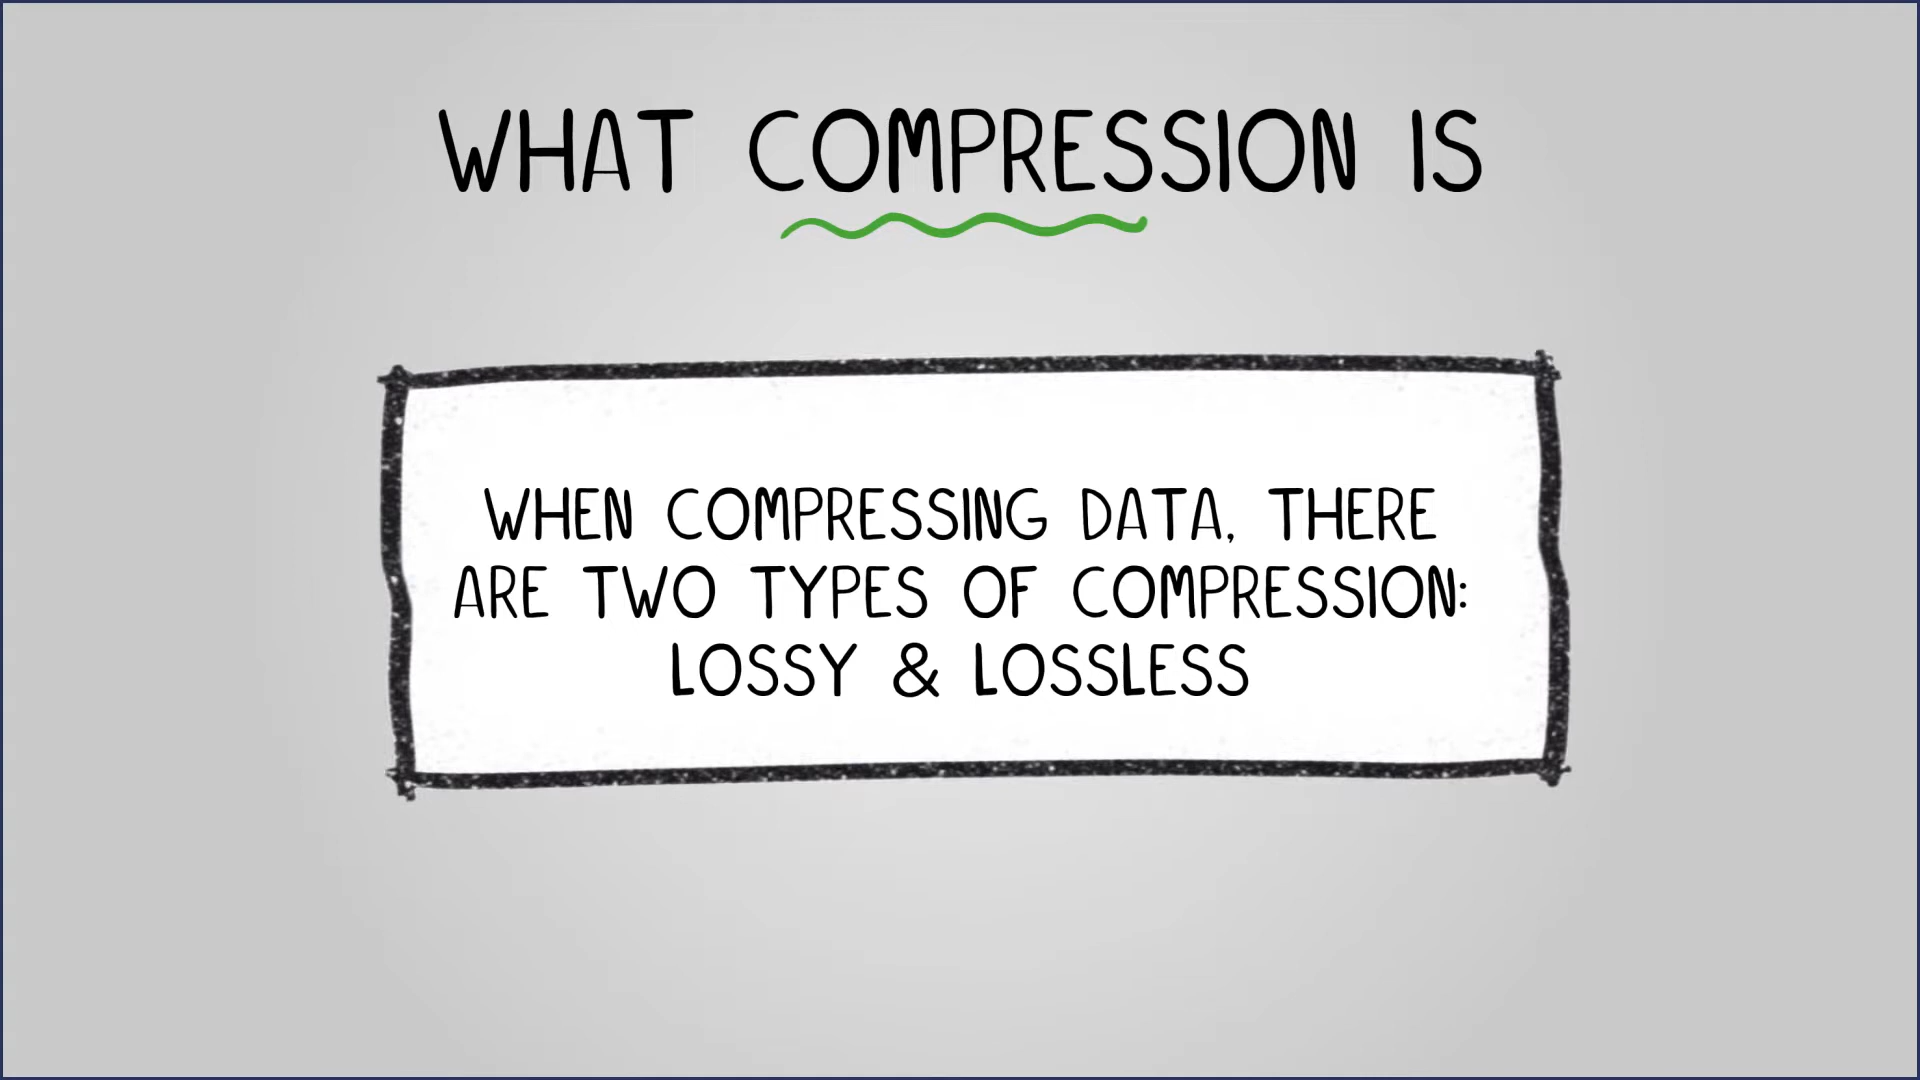 WHAT COMPRESSION IS
WHEN COMPRESSING DATA, THERE
ARE TWO TYPES OF COMPRESSION:
LOSSY & LOSSLESS